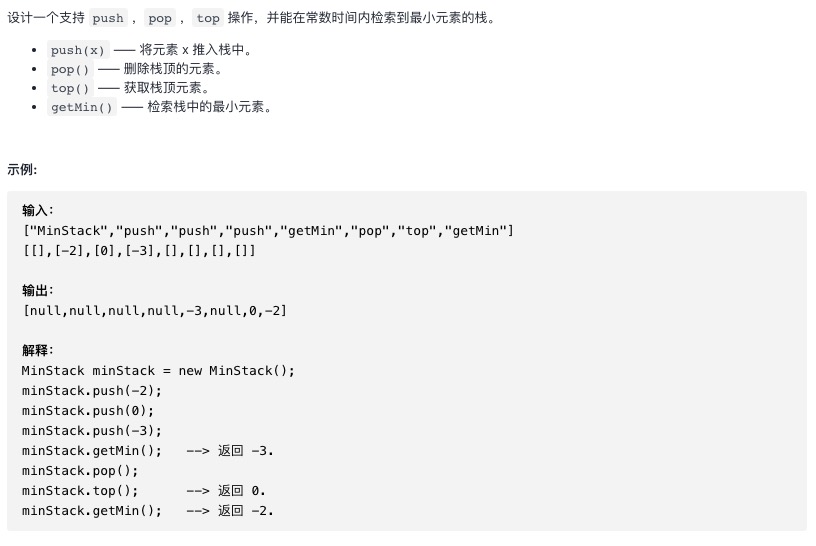 设计一个支持 push ，pop ，top 操作，并能在常数时间内检索到最小元素的栈。
• push(x) —— 将元素 x 推入栈中。
• pop() —— 删除栈顶的元素。
• top() —— 获取栈顶元素。
• getMin() —— 检索栈中的最小元素。
示例:
输入：
["MinStack","push","push","push","getMin","pop","top","getMin"]
[[],[-2],[0],[-3],[],[],[],[]]
输出：
[null,null,null,null,-3,null,0,-2]
解释：
MinStack minStack = new MinStack();
minStack.push(-2);
minStack.push(0);
minStack.push(-3);
minStack.getMin();   --> 返回 -3.
minStack.pop();
minStack.top();      --> 返回 0.
minStack.getMin();   --> 返回 -2.